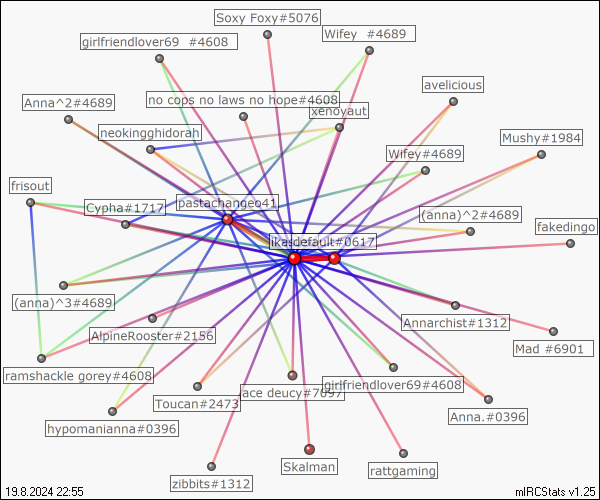 Soxy Foxy#5076
girlfriendlover69 #4608
Wifey #4689
avelicious
Anna^2#4689
no cops no laws no hope#4608
xenoyaut
neokingghidorah
Mushy#1984
Wifey#4689
frisout
Cypha#1717
pastachangeo41
(anna)^2#4689
fakedingo
#0617
(anna)^3#4689
Annarchist#1312
AlpineRooster#2156
Mad #6901
ramshackle gorey#4608
Toucan#2473
ace deucy#7097
girlfriendlover69#4608
hypomanianna#0396
Anna.#0396
zibbits#1312
Skalman
rattgaming
19.8.2024 22:55
mIRCStats v1.25